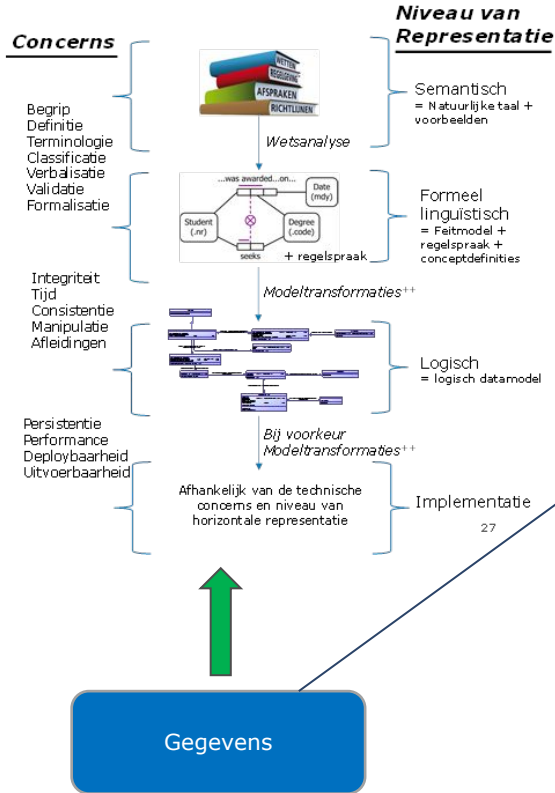 Concerns
Niveau van
Representatie
WETTEN
REGELGEVING
AFSPRAKEN
RICHTLIJNEN
Semantisch
= Natuurlijke taal +
voorbeelden
Begrip
Definitie
Terminologie
Classificatie
Verbalisatie
Validatie
Formalisatie
Wetsanalyse
...was awarded...on...
Date
(mdy)
Student
(.nr)
Degree
(.code)
seeks
+ regelspraak
Formeel
linguïstisch
= Feitmodel +
regelspraak +
conceptdefinities
Integriteit
Tijd
Consistentie
Manipulatie
Afleidingen
Modeltransformaties++
Logisch
= logisch datamodel
Persistentie
Performance
Deploybaarheid
Uitvoerbaarheid
Bij voorkeur
Modeltransformaties++
Afhankelijk van de technische
concerns en niveau van
horizontale representatie
Implementatie
27
Gegevens